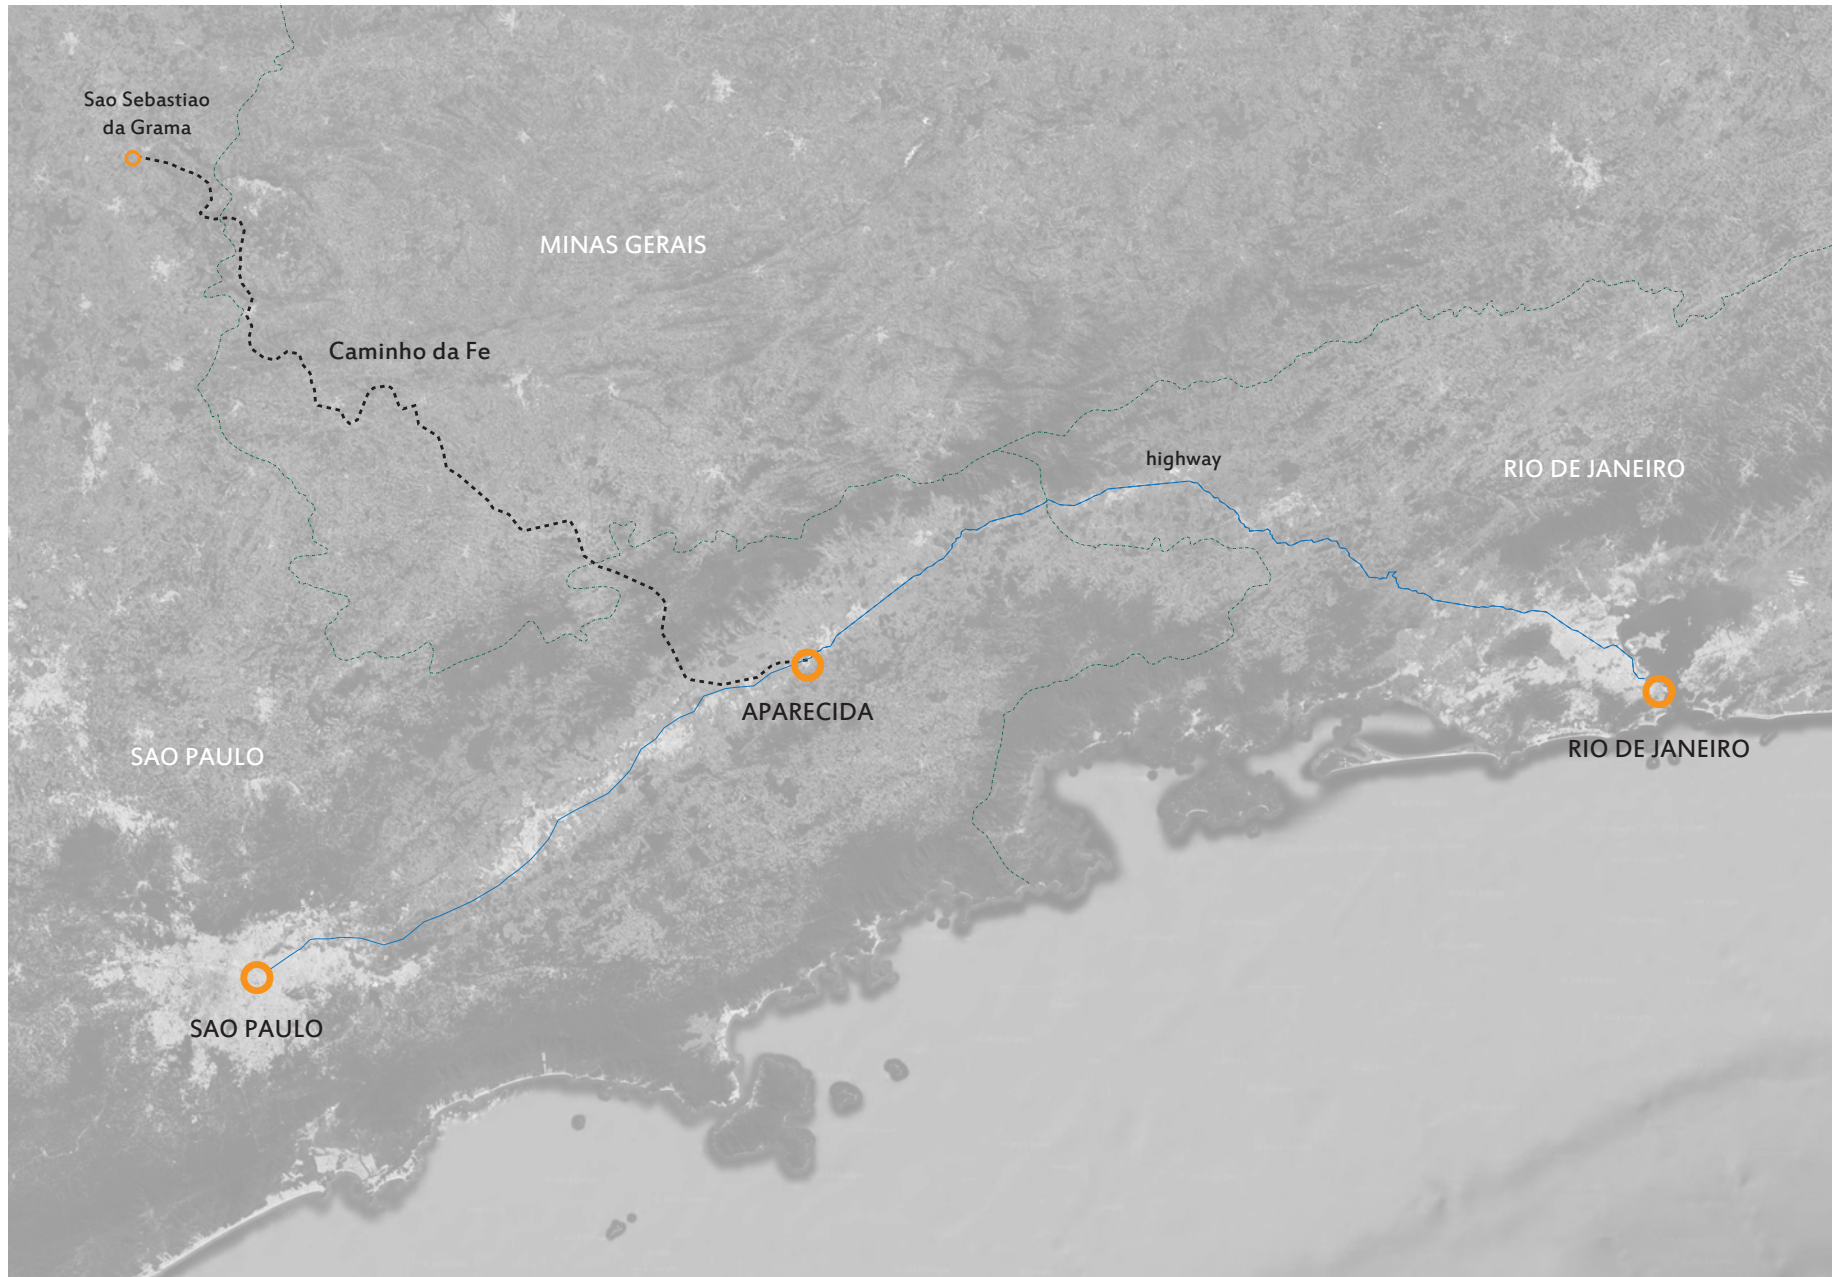 Sao Sebastiao
da Grama
MINAS GERAIS
Caminho da Fe
highway
RIO DE JANEIRO
APARECIDA
SAO PAULO
RIO DE JANEIRO
SAO PAULO